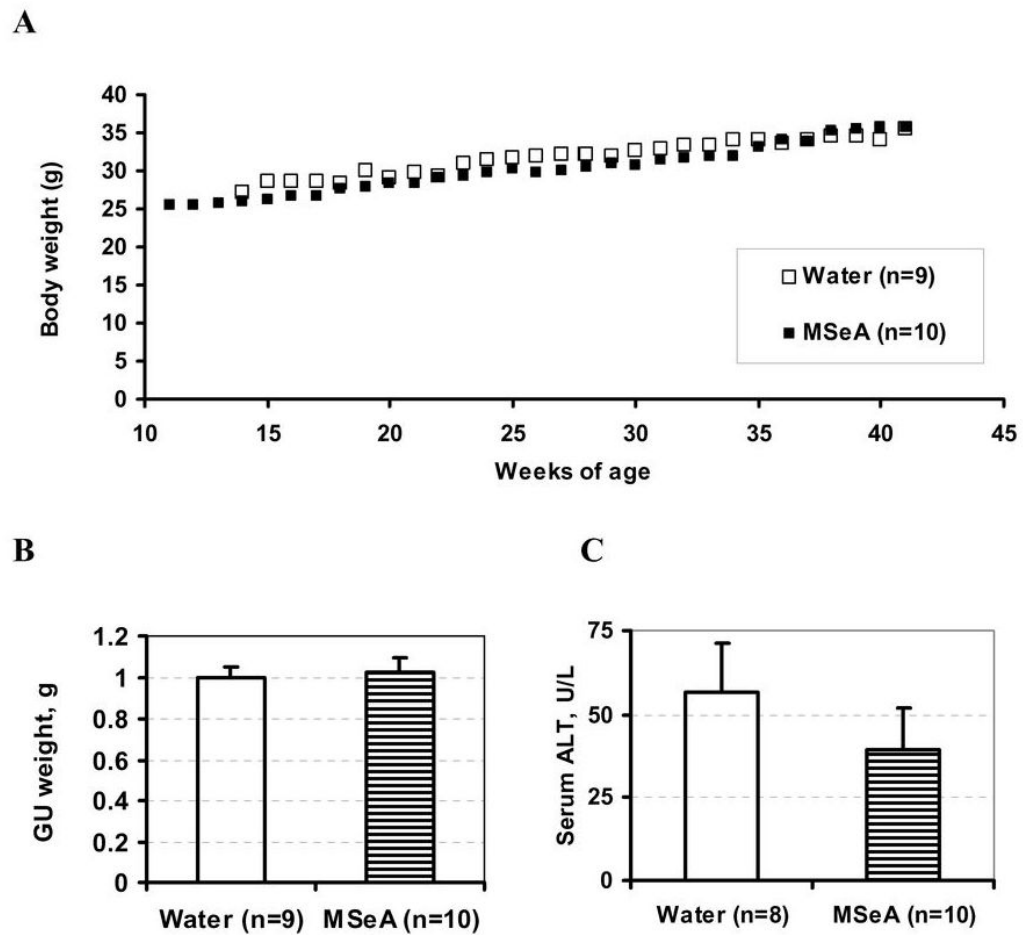 A
40
35
30
25
20
15
10
5
0
Body weight (g)
Water (n=9)
MSeA (n=10)
10 15 20 25 30 35 40 45
Weeks of age
B
1.2
1
0.8
0.6
0.4
0.2
0
GU weight, g
Water (n=9) MSeA (n=10)
C
75
50
25
0
Serum ALT, U/L
Water (n=8) MSeA (n=10)